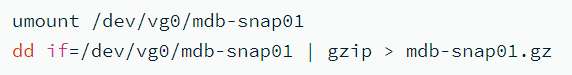 umount /dev/vg0/mdb-snap01
dd if=/dev/vg0/mdb-snap01 | gzip > mdb-snap01.gz